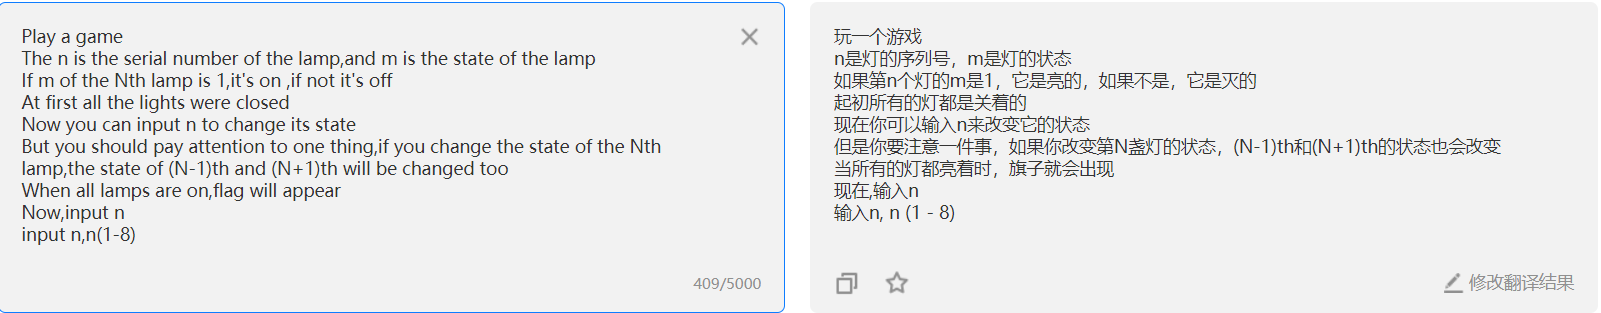 Play a game
The n is the serial number of the lamp,and m is the state of the lamp
If m of the Nth lamp is 1,it's on ,if not it's off
At first all the lights were closed
Now you can input n to change its state
But you should pay attention to one thing,if you change the state of the Nth
lamp,the state of (N-1)th and (N+1)th will be changed too
When all lamps are on,flag will appear
Now,input n
input n,n(1-8)
409/5000
玩一个游戏
n是灯的序列号，m是灯的状态
如果第n个灯的m是1，它是亮的，如果不是，它是灭的
起初所有的灯都是关着的
现在你可以输入n来改变它的状态
但是你要注意一件事，如果你改变第N盏灯的状态，(N-1)th和(N+1)th的状态也会改变
当所有的灯都亮着时，旗子就会出现
现在,输入n
输入n, n (1 - 8)
修改翻译结果